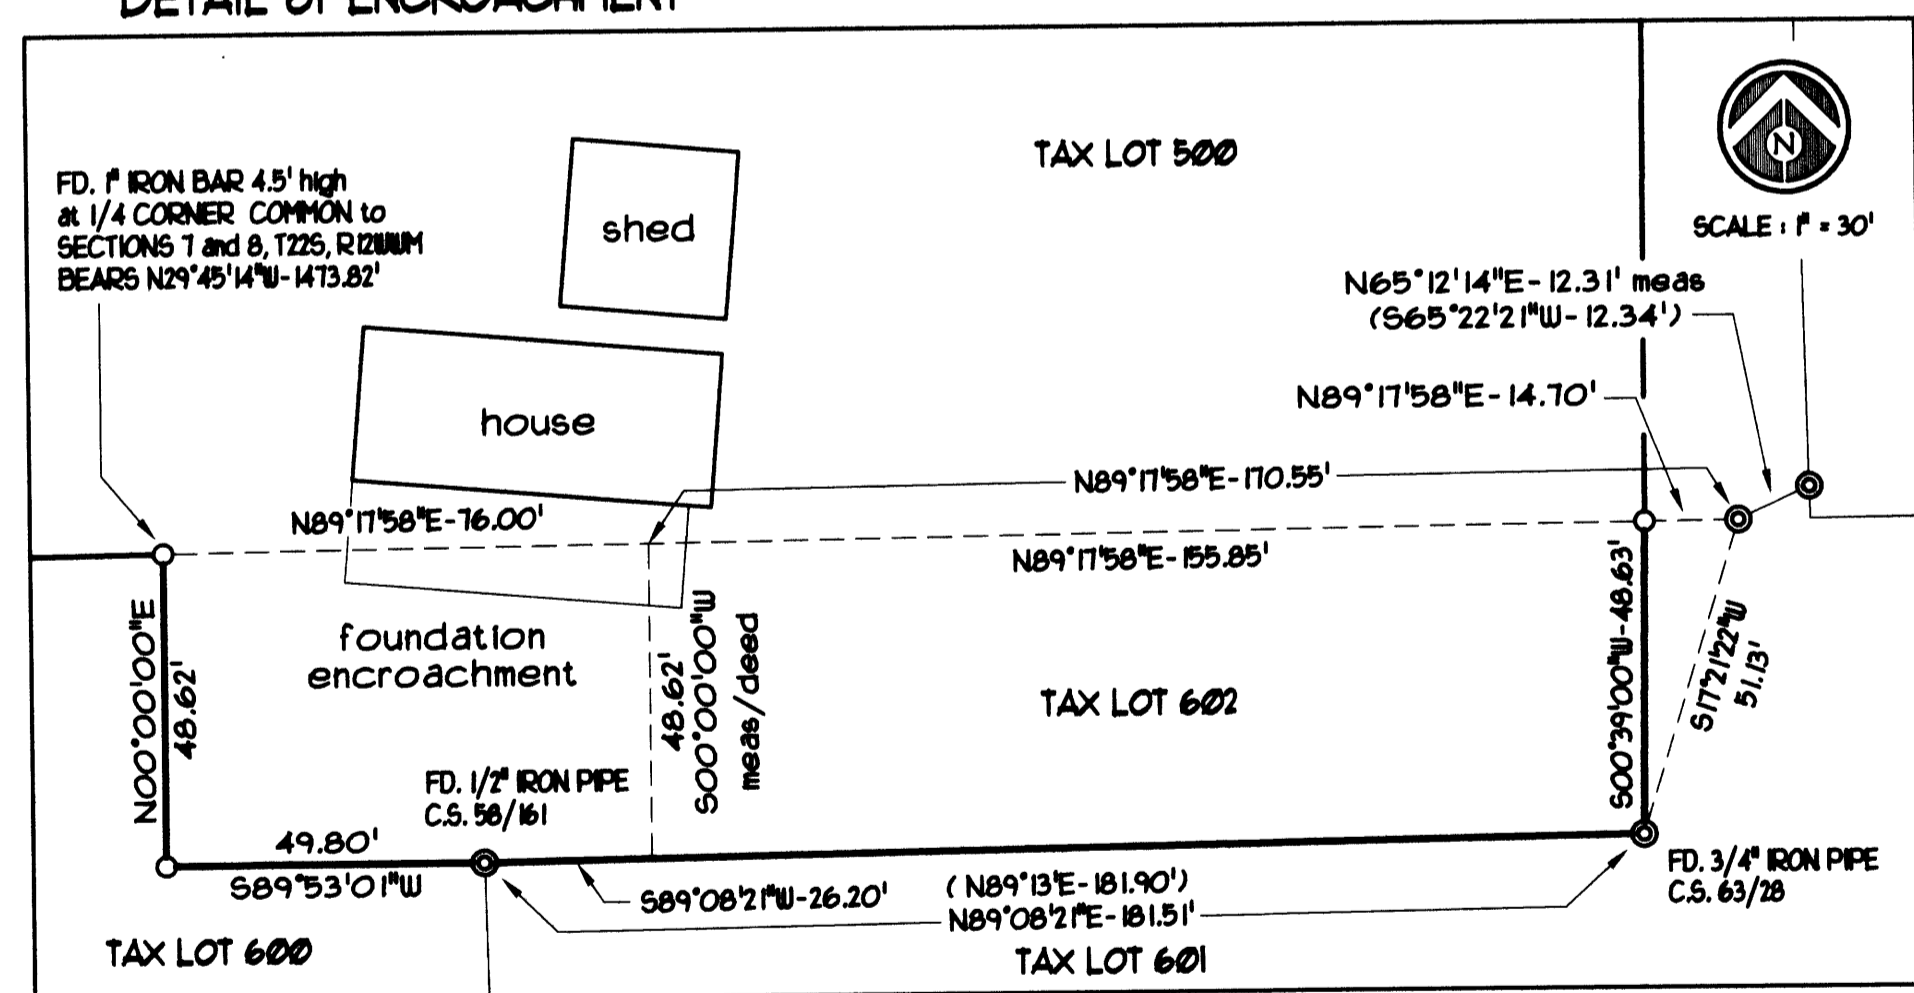 DETAIL of ENCROACHMENT
TAX LOT 500
N
SCALE : 1" = 30'
FD. 1" IRON BAR 4.5' high
at 1/4 CORNER COMMON to
SECTIONS 7 and 8, T22S, R12WWM
BEARS N29°45'14"W-1473.82'
shed
N65°12'14"E-12.31' meas
(S65°22'21"W-12.34')
house
N89°17'58"E-14.70'
N89°17'58"E-170.55'
N89°17'58"E-76.00'
N89°17'58"E-155.85'
N00°00'00"E
48.62'
foundation
encroachment
48.62'
S00°00'00"W
meas/deed
TAX LOT 602
S00°39'00"W-48.63'
S17°21'22"W
51.13'
FD. 1/2" IRON PIPE
C.S. 58/161
49.80'
S89°53'01"W
S89°08'21"W-26.20'
(N89°13'E-181.90')
N89°08'21"E-181.51'
FD. 3/4" IRON PIPE
C.S. 63/28
TAX LOT 600
TAX LOT 601